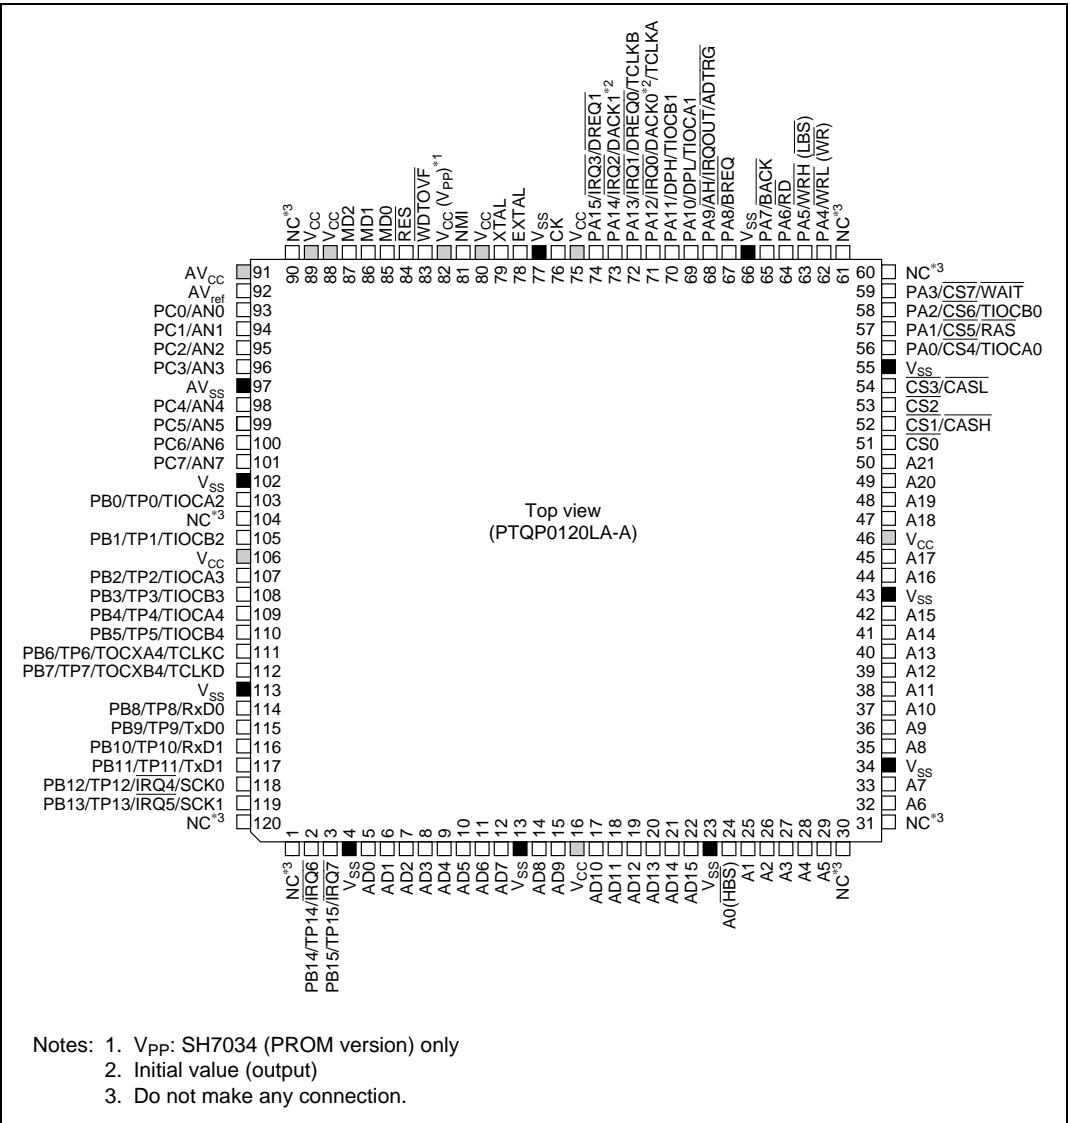 NC*3
VCC
VCC
MD2
MD1
MD0
RES
WDTOVF
VCC (VPP)*1
NMI
VCC
XTAL
EXTAL
VSS
CK
VCC
PA15/IRQ3/DREQ1
PA14/IRQ2/DACK1*2
PA13/IRQ1/DREQ0/TCLKB
PA12/IRQ0/DACK0*2/TCLKA
PA11/DPH/TIOCB1
PA10/DPL/TIOCA1
PA9/AH/IRQOUT/ADTRG
PA8/BREQ
VSS
PA7/BACK
PA6/RD
PA5/WRH (LBS)
PA4/WRL (WR)
NC*3
90 89 88 87 86 85 84 83 82 81 80 79 78 77 76 75 74 73 72 71 70 69 68 67 66 65 64 63 62 61
AVCC 91
AVref 92
PC0/AN0 93
PC1/AN1 94
PC2/AN2 95
PC3/AN3 96
AVSS 97
PC4/AN4 98
PC5/AN5 99
PC6/AN6 100
PC7/AN7 101
VSS 102
PB0/TP0/TIOCA2 103
NC*3 104
PB1/TP1/TIOCB2 105
VCC 106
PB2/TP2/TIOCA3 107
PB3/TP3/TIOCB3 108
PB4/TP4/TIOCA4 109
PB5/TP5/TIOCB4 110
PB6/TP6/TOCXA4/TCLKC 111
PB7/TP7/TOCXB4/TCLKD 112
VSS 113
PB8/TP8/RxD0 114
PB9/TP9/TxD0 115
PB10/TP10/RxD1 116
PB11/TP11/TxD1 117
PB12/TP12/IRQ4/SCK0 118
PB13/TP13/IRQ5/SCK1 119
NC*3 120
Top view
(PTQP0120LA-A)
60 NC*3
59 PA3/CS7/WAIT
58 PA2/CS6/TIOCB0
57 PA1/CS5/RAS
56 PA0/CS4/TIOCA0
55 VSS
54 CS3/CASL
53 CS2
52 CS1/CASH
51 CS0
50 A21
49 A20
48 A19
47 A18
46 VCC
45 A17
44 A16
43 VSS
42 A15
41 A14
40 A13
39 A12
38 A11
37 A10
36 A9
35 A8
34 VSS
33 A7
32 A6
31 NC*3
1 2 3 4 5 6 7 8 9 10 11 12 13 14 15 16 17 18 19 20 21 22 23 24 25 26 27 28 29 30
NC*3
PB14/TP14/IRQ6
PB15/TP15/IRQ7
VSS
AD0
AD1
AD2
AD3
AD4
AD5
AD6
AD7
VSS
AD8
AD9
VCC
AD10
AD11
AD12
AD13
AD14
AD15
VSS
A0(HBS)
A1
A2
A3
A4
A5
NC*3
Notes: 1. VPP: SH7034 (PROM version) only
2. Initial value (output)
3. Do not make any connection.